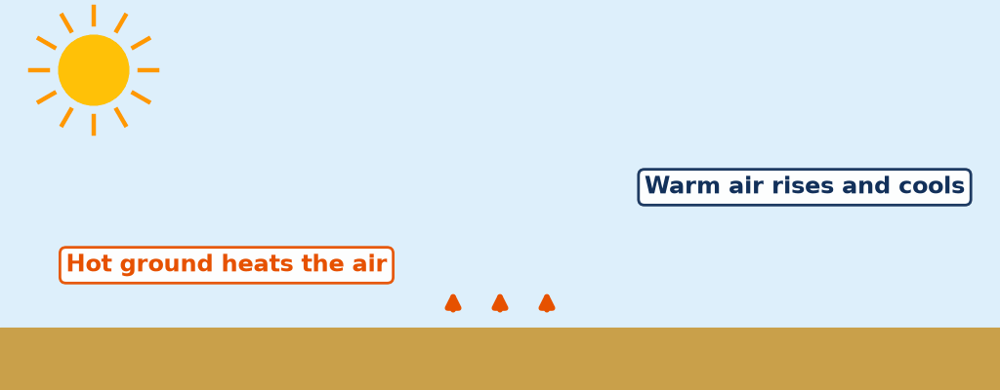 Warm air rises and cools
Hot ground heats the air